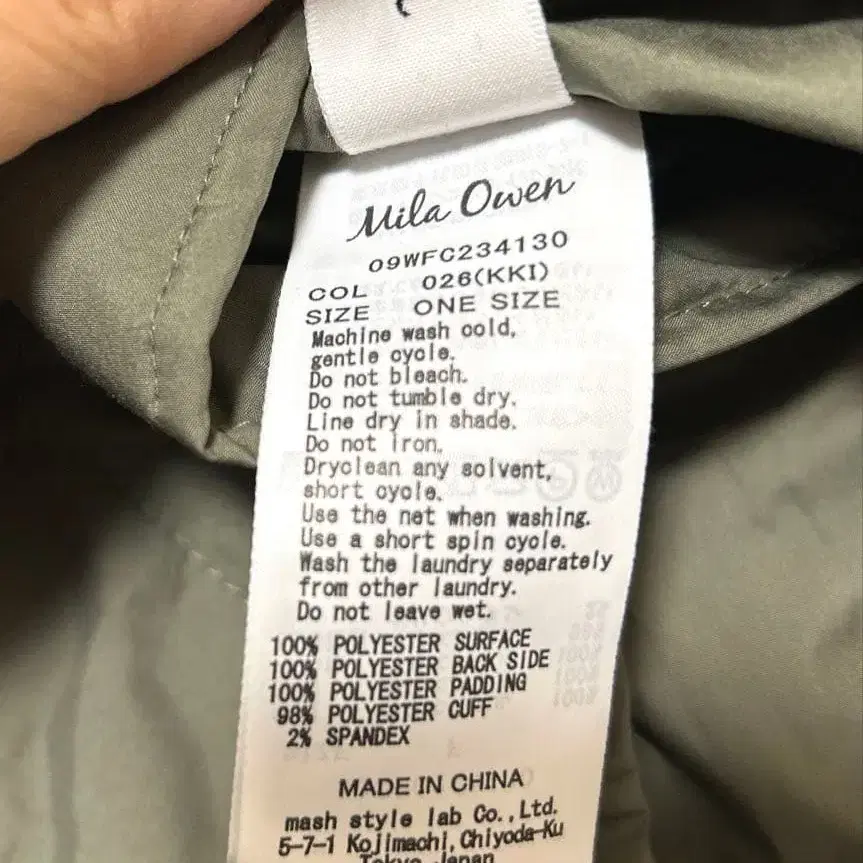 Mila Owen
09WFC234130
COL 026(KKI)
SIZE ONE SIZE
Machine wash cold,
gentle cycle.
Do not bleach.
Do not tumble dry.
Line dry in shade.
Do not iron.
Dryclean any solvent,
short cycle.
Use the net when washing.
Use a short spin cycle.
Wash the laundry separately
from other laundry.
Do not leave wet.
100% POLYESTER SURFACE
100% POLYESTER BACK SIDE
100% POLYESTER PADDING
98% POLYESTER CUFF
2% SPANDEX
MADE IN CHINA
mash style lab Co.,Ltd.
5-7-1 Kojimachi,Chiyoda-Ku
Tokyo Japan